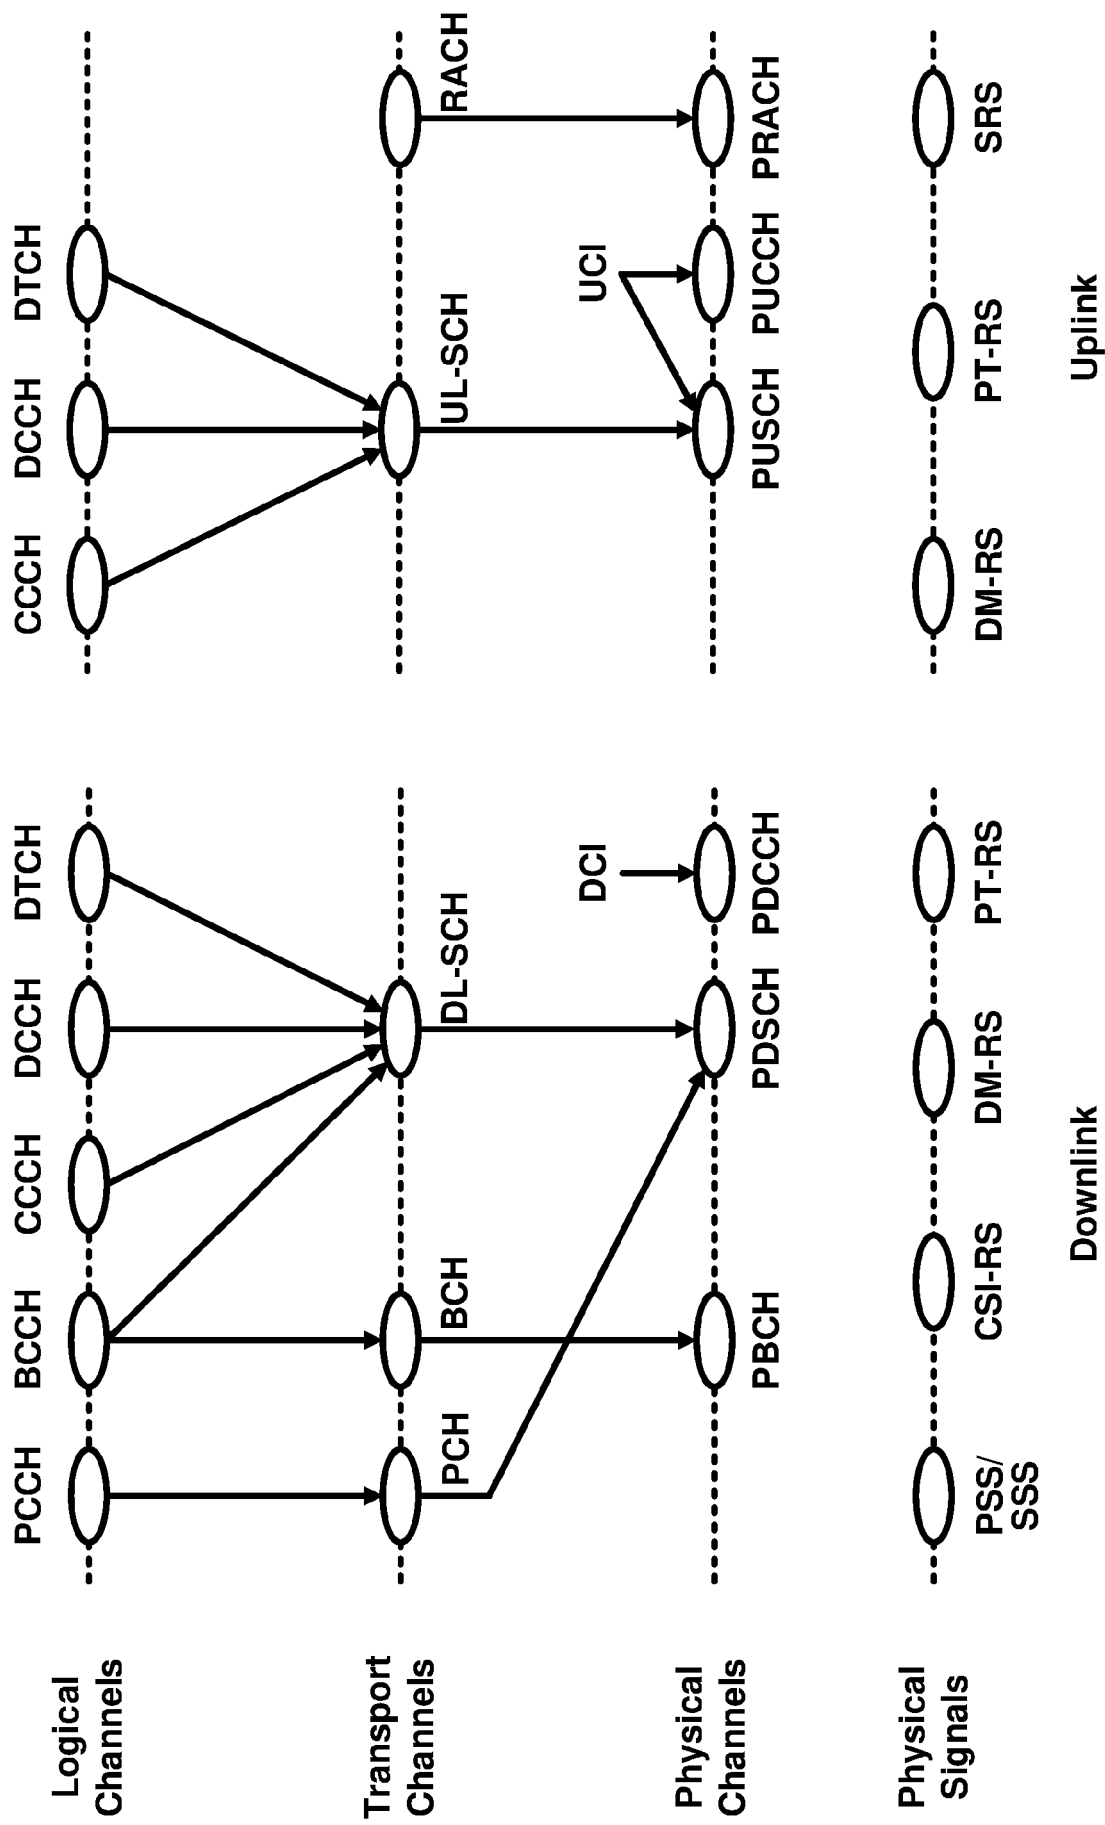 Logical
Channels
PCCH
BCCH
CCCH
DCCH
DTCH
CCCH
DCCH
DTCH
Transport
Channels
PCH
BCH
DL-SCH
UL-SCH
RACH
DCI
UCI
Physical
Channels
PBCH
PDSCH
PDCCH
PUSCH
PUCCH
PRACH
Physical
Signals
PSS/
SSS
CSI-RS
DM-RS
PT-RS
DM-RS
PT-RS
SRS
Downlink
Uplink